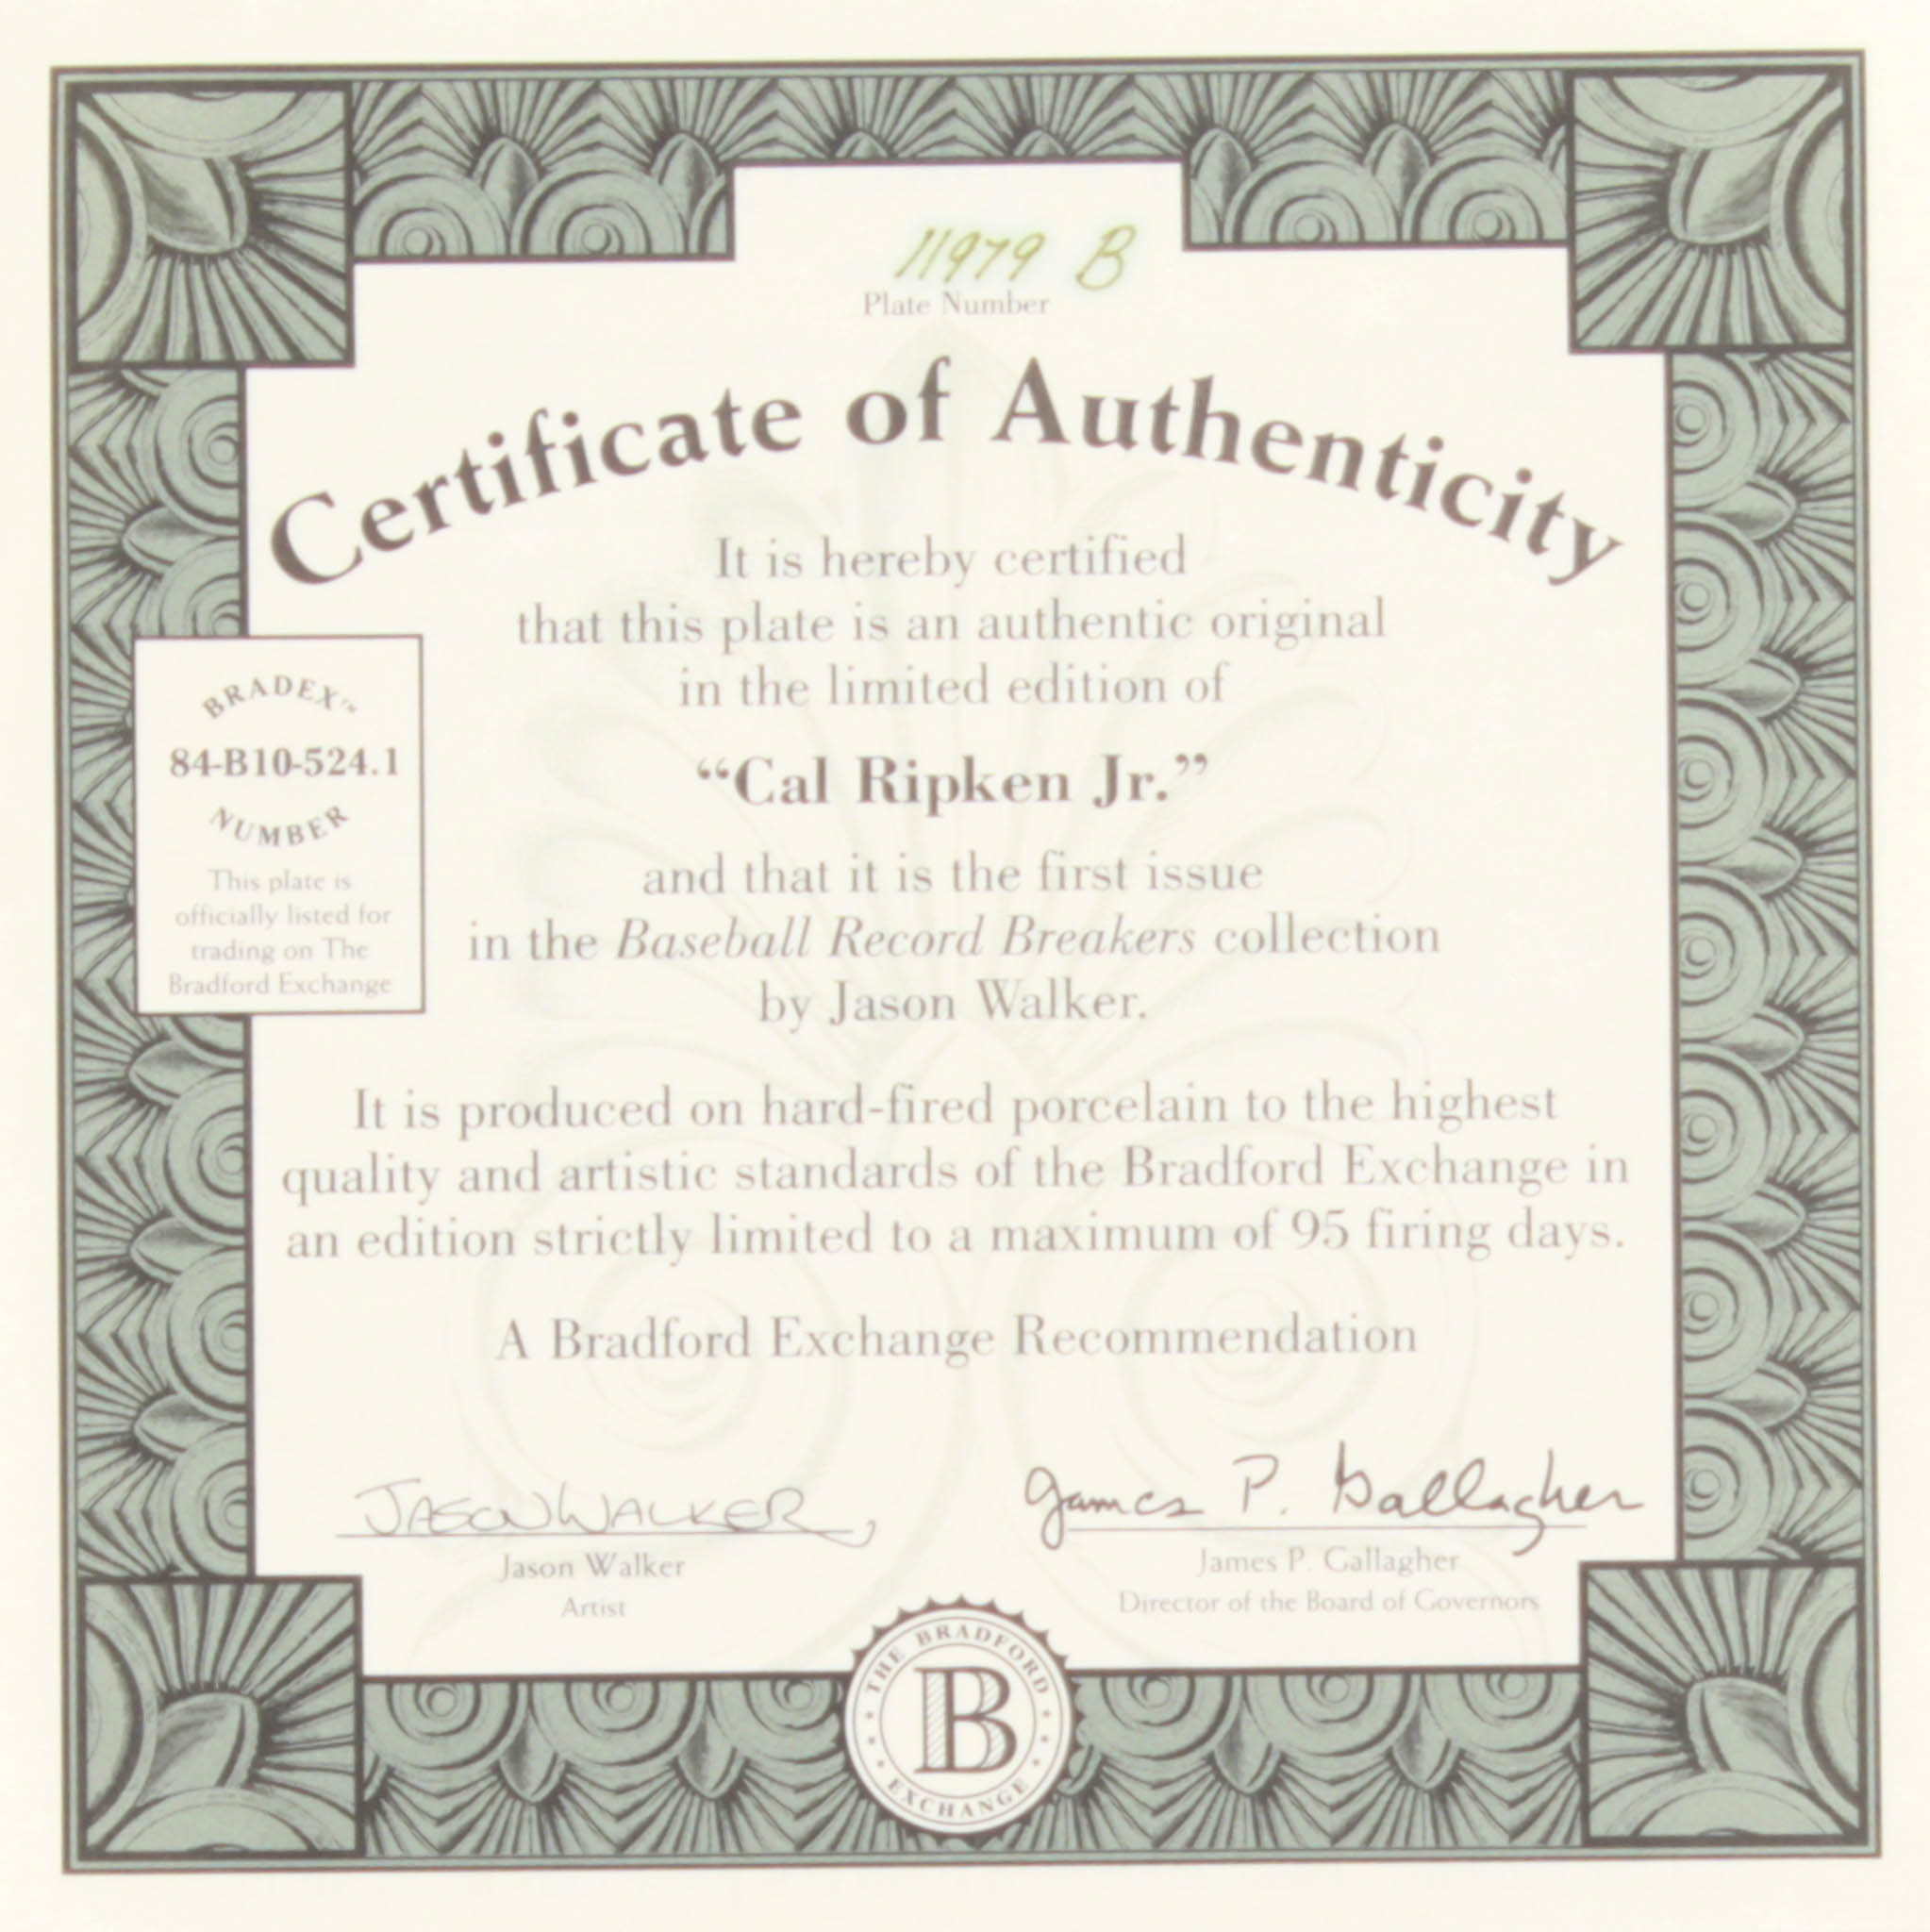 11979 B
Plate Number
Certificate of Authenticity
It is hereby certified
that this plate is an authentic original
in the limited edition of
“Cal Ripken Jr.”
and that it is the first issue
in the Baseball Record Breakers collection
by Jason Walker.
BRADEX™
84-B10-524.1
NUMBER
This plate is
officially listed for
trading on The
Bradford Exchange
It is produced on hard-fired porcelain to the highest
quality and artistic standards of the Bradford Exchange in
an edition strictly limited to a maximum of 95 firing days.
A Bradford Exchange Recommendation
JASON WALKER
Jason Walker
Artist
James P. Gallagher
James P. Gallagher
Director of the Board of Governors
THE BRADFORD
B
EXCHANGE